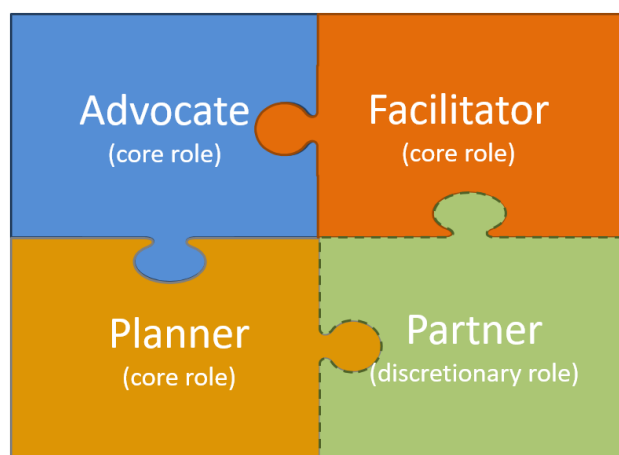 Advocate
(core role)
Facilitator
(core role)
Planner
(core role)
Partner
(discretionary role)